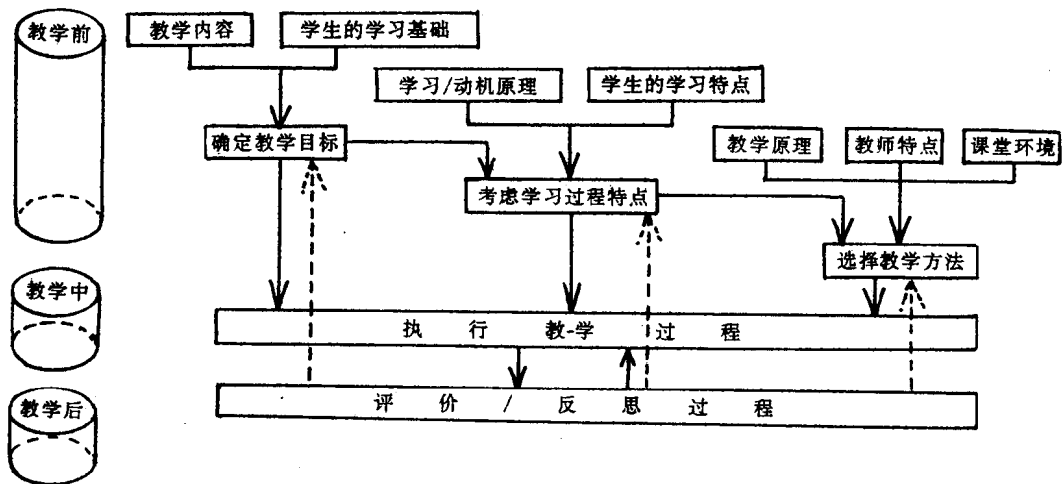 教学前
教学内容
学生的学习基础
学习/动机原理
学生的学习特点
确定教学目标
教学原理
教师特点
课堂环境
考虑学习过程特点
选择教学方法
教学中
执行教-学过程
教学后
评价/反思过程